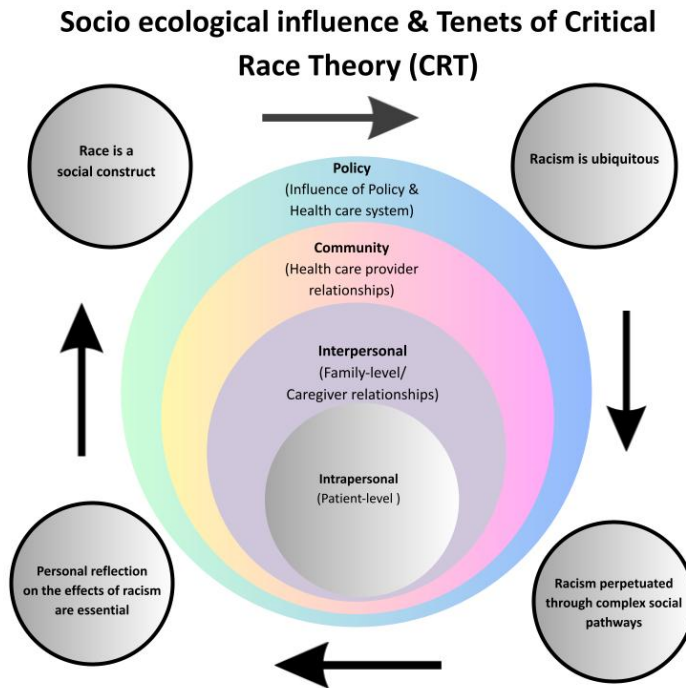 Socio ecological influence & Tenets of Critical
Race Theory (CRT)
Race is a
social construct
Racism is ubiquitous
Policy
(Influence of Policy &
Health care system)
Community
(Health care provider
relationships)
Interpersonal
(Family-level/
Caregiver relationships)
Intrapersonal
(Patient-level )
Personal reflection
on the effects of racism
are essential
Racism perpetuated
through complex social
pathways